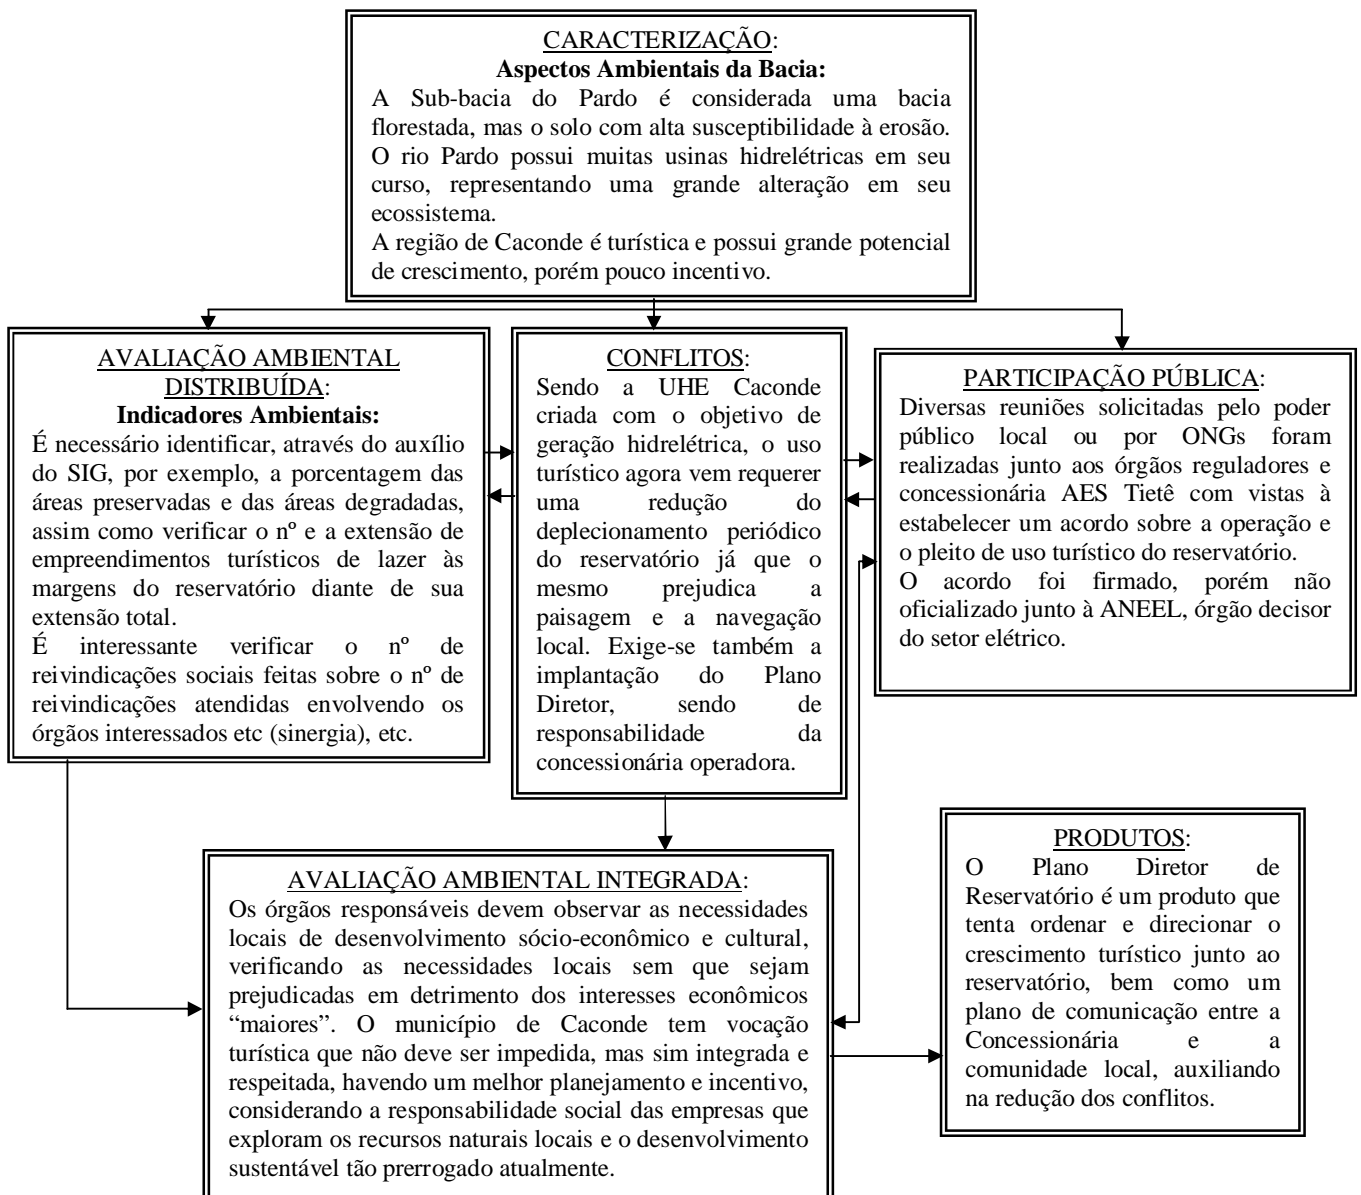 CARACTERIZAÇÃO:
Aspectos Ambientais da Bacia:
A Sub-bacia do Pardo é considerada uma bacia
florestada, mas o solo com alta susceptibilidade à erosão.
O rio Pardo possui muitas usinas hidrelétricas em seu
curso, representando uma grande alteração em seu
ecossistema.
A região de Caconde é turística e possui grande potencial
de crescimento, porém pouco incentivo.
AVALIAÇÃO AMBIENTAL
DISTRIBUÍDA:
Indicadores Ambientais:
É necessário identificar, através do auxílio
do SIG, por exemplo, a porcentagem das
áreas preservadas e das áreas degradadas,
assim como verificar o nº e a extensão de
empreendimentos turísticos de lazer às
margens do reservatório diante de sua
extensão total.
É interessante verificar o nº de
reivindicações sociais feitas sobre o nº de
reivindicações atendidas envolvendo os
órgãos interessados etc (sinergia), etc.
CONFLITOS:
Sendo a UHE Caconde
criada com o objetivo de
geração hidrelétrica, o uso
turístico agora vem requerer
uma redução do
deplecionamento periódico
do reservatório já que o
mesmo prejudica a
paisagem e a navegação
local. Exige-se também a
implantação do Plano
Diretor, sendo de
responsabilidade da
concessionária operadora.
PARTICIPAÇÃO PÚBLICA:
Diversas reuniões solicitadas pelo poder
público local ou por ONGs foram
realizadas junto aos órgãos reguladores e
concessionária AES Tietê com vistas à
estabelecer um acordo sobre a operação e
o pleito de uso turístico do reservatório.
O acordo foi firmado, porém não
oficializado junto à ANEEL, órgão decisor
do setor elétrico.
AVALIAÇÃO AMBIENTAL INTEGRADA:
Os órgãos responsáveis devem observar as necessidades
locais de desenvolvimento sócio-econômico e cultural,
verificando as necessidades locais sem que sejam
prejudicadas em detrimento dos interesses econômicos
“maiores”. O município de Caconde tem vocação
turística que não deve ser impedida, mas sim integrada e
respeitada, havendo um melhor planejamento e incentivo,
considerando a responsabilidade social das empresas que
exploram os recursos naturais locais e o desenvolvimento
sustentável tão prerrogado atualmente.
PRODUTOS:
O Plano Diretor de
Reservatório é um produto que
tenta ordenar e direcionar o
crescimento turístico junto ao
reservatório, bem como um
plano de comunicação entre a
Concessionária e a
comunidade local, auxiliando
na redução dos conflitos.